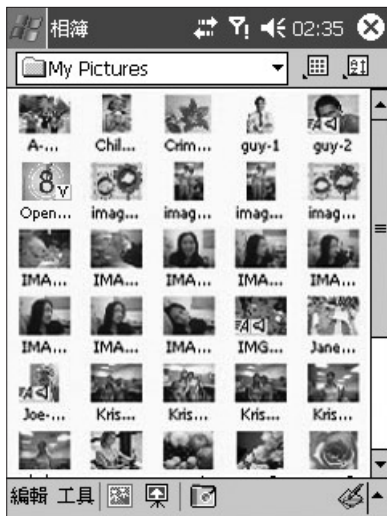 相簿 02:35
My Pictures
A-... Chil... Crim... guy-1 guy-2
Open... imag... imag... imag... imag...
IMA... IMA... IMA... IMA... IMA...
IMA... IMA... IMA... IMG... Jane...
Joe-... Kris... Kris... Kris... Kris...
編輯 工具